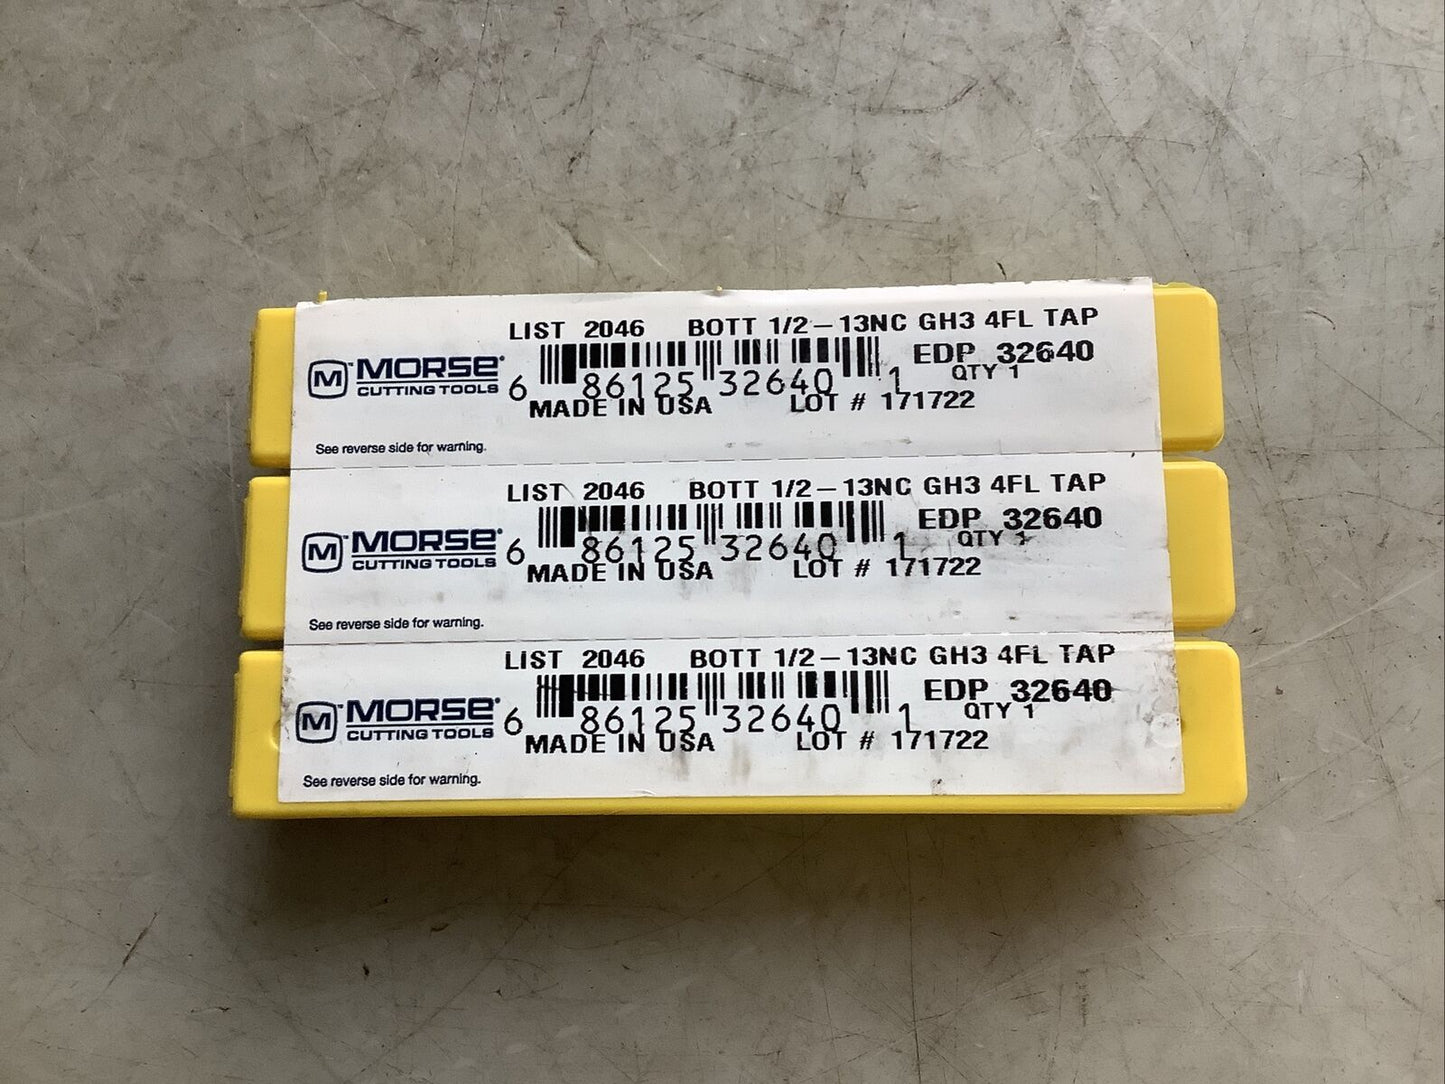 LIST 2046 BOTT 1/2-13NC GH3 4FL TAP
M MORSE
CUTTING TOOLS
EDP 32640
QTY 1
6 86125 32640 1
MADE IN USA LOT # 171722
See reverse side for warning.
LIST 2046 BOTT 1/2-13NC GH3 4FL TAP
M MORSE
CUTTING TOOLS
EDP 32640
QTY 1
6 86125 32640 1
MADE IN USA LOT # 171722
See reverse side for warning.
LIST 2046 BOTT 1/2-13NC GH3 4FL TAP
M MORSE
CUTTING TOOLS
EDP 32640
QTY 1
6 86125 32640 1
MADE IN USA LOT # 171722
See reverse side for warning.